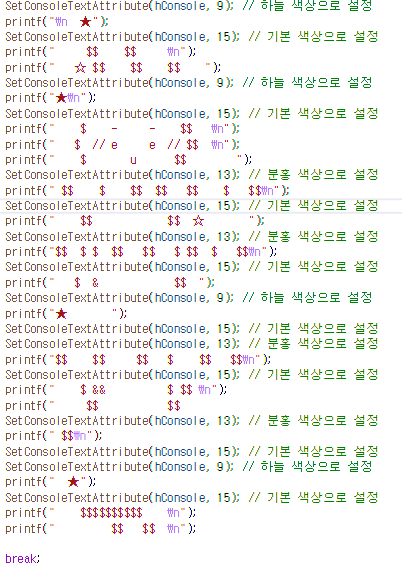 SetConsoleTextAttribute(hConsole, 9); // 하늘 색상으로 설정
printf("₩n  ★");
SetConsoleTextAttribute(hConsole, 15); // 기본 색상으로 설정
printf("     $$    $$     ₩n");
printf("   ☆ $$    $$     $$    ");
SetConsoleTextAttribute(hConsole, 9); // 하늘 색상으로 설정
printf("★₩n");
SetConsoleTextAttribute(hConsole, 15); // 기본 색상으로 설정
printf("    $    -     -    $$   ₩n");
printf("   $  // e     e  // $$  ₩n");
printf("    $       u      $$        ");
SetConsoleTextAttribute(hConsole, 13); // 분홍 색상으로 설정
printf(" $$    $    $$  $$   $$    $   $$₩n");
SetConsoleTextAttribute(hConsole, 15); // 기본 색상으로 설정
printf("    $$            $$  ☆       ");
SetConsoleTextAttribute(hConsole, 13); // 분홍 색상으로 설정
printf("$$  $ $  $$   $$   $ $$  $   $$₩n");
SetConsoleTextAttribute(hConsole, 15); // 기본 색상으로 설정
printf("   $  &            $$  ");
SetConsoleTextAttribute(hConsole, 9); // 하늘 색상으로 설정
printf("★       ");
SetConsoleTextAttribute(hConsole, 15); // 기본 색상으로 설정
SetConsoleTextAttribute(hConsole, 13); // 분홍 색상으로 설정
printf("$$    $$     $$   $    $$   $$₩n");
SetConsoleTextAttribute(hConsole, 15); // 기본 색상으로 설정
printf("    $ &&          $ $$ ₩n");
printf("     $$           $$
SetConsoleTextAttribute(hConsole, 13); // 분홍 색상으로 설정
printf(" $$₩n");
SetConsoleTextAttribute(hConsole, 15); // 기본 색상으로 설정
SetConsoleTextAttribute(hConsole, 9); // 하늘 색상으로 설정
printf("  ★");
SetConsoleTextAttribute(hConsole, 15); // 기본 색상으로 설정
printf("    $$$$$$$$$$    ₩n");
printf("         $$   $$  ₩n");
break;